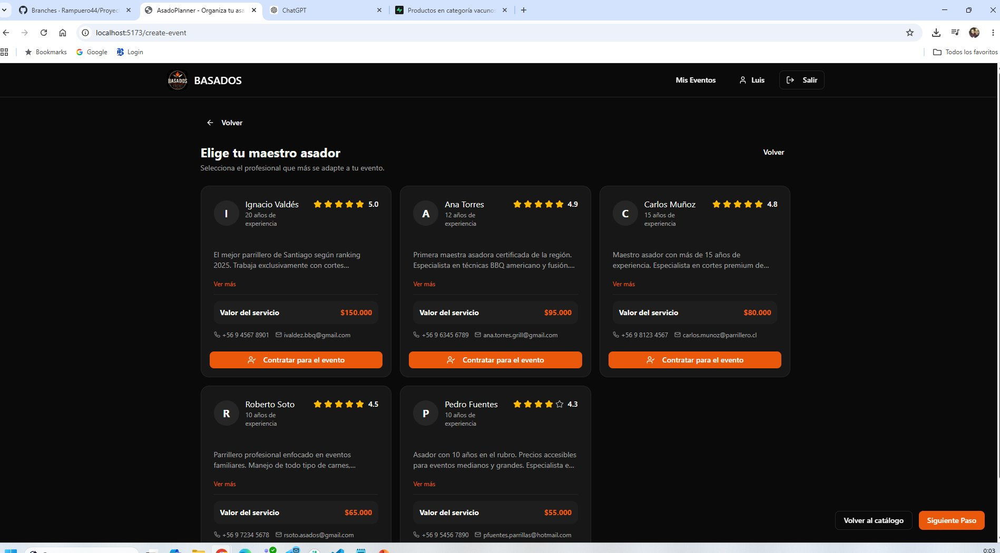 Branches · Rampuero44/Proyec
AsadoPlanner - Organiza tu asa
ChatGPT
Productos en categoría vacunos
localhost:5173/create-event
Bookmarks
Google
Login
Todos los favoritos
BASADOS
BASADOS
Mis Eventos
Luis
Salir
Volver
Elige tu maestro asador
Volver
Selecciona el profesional que más se adapte a tu evento.
I
Ignacio Valdés
5.0
20 años de
experiencia
El mejor parrillero de Santiago según ranking
2025. Trabaja exclusivamente con cortes...
Ver más
Valor del servicio
$150.000
+56 9 4567 8901
ivaldez.bbq@gmail.com
Contratar para el evento
A
Ana Torres
4.9
12 años de
experiencia
Primera maestra asadora certificada de la región.
Especialista en técnicas BBQ americano y fusión....
Ver más
Valor del servicio
$95.000
+56 9 6345 6789
ana.torres.grill@gmail.com
Contratar para el evento
C
Carlos Muñoz
4.8
15 años de
experiencia
Maestro asador con más de 15 años de
experiencia. Especialista en cortes premium de...
Ver más
Valor del servicio
$80.000
+56 9 8123 4567
carlos.munoz@parrillero.cl
Contratar para el evento
R
Roberto Soto
4.5
10 años de
experiencia
Parrillero profesional enfocado en eventos
familiares. Manejo de todo tipo de carnes,...
Ver más
Valor del servicio
$65.000
+56 9 7234 5678
rsoto.asados@gmail.com
P
Pedro Fuentes
4.3
10 años de
experiencia
Asador con 10 años en el rubro. Precios accesibles
para eventos medianos y grandes. Especialista e...
Ver más
Valor del servicio
$55.000
+56 9 5456 7890
pfuentes.parrillas@hotmail.com
Volver al catálogo
Siguiente Paso
0:03